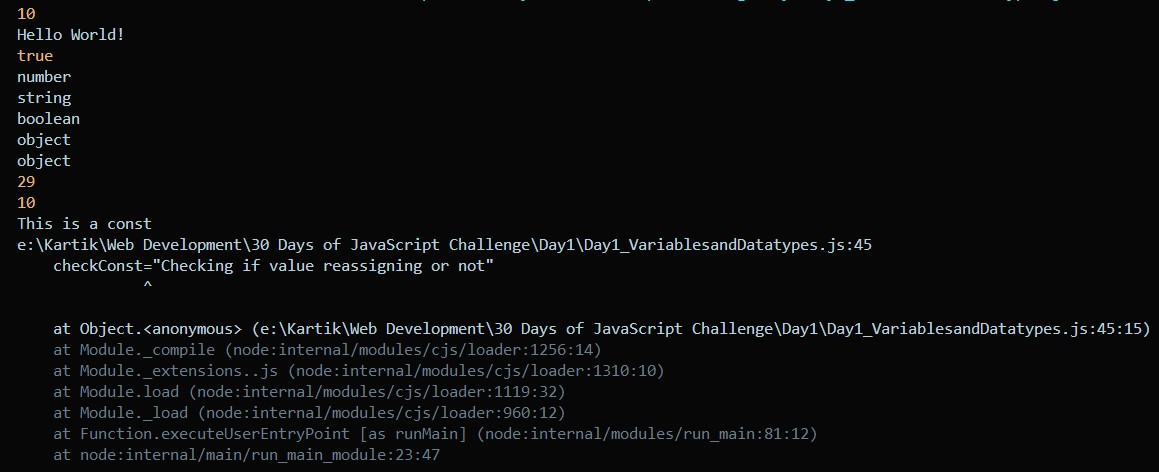 10
Hello World!
true
number
string
boolean
object
object
29
10
This is a const
e:\Kartik\Web Development\30 Days of JavaScript Challenge\Day1\Day1_VariablesandDatatypes.js:45
    checkConst="Checking if value reassigning or not"
              ^
    at Object.<anonymous> (e:\Kartik\Web Development\30 Days of JavaScript Challenge\Day1\Day1_VariablesandDatatypes.js:45:15)
    at Module._compile (node:internal/modules/cjs/loader:1256:14)
    at Module._extensions..js (node:internal/modules/cjs/loader:1310:10)
    at Module.load (node:internal/modules/cjs/loader:1119:32)
    at Module._load (node:internal/modules/cjs/loader:960:12)
    at Function.executeUserEntryPoint [as runMain] (node:internal/modules/run_main:81:12)
    at node:internal/main/run_main_module:23:47